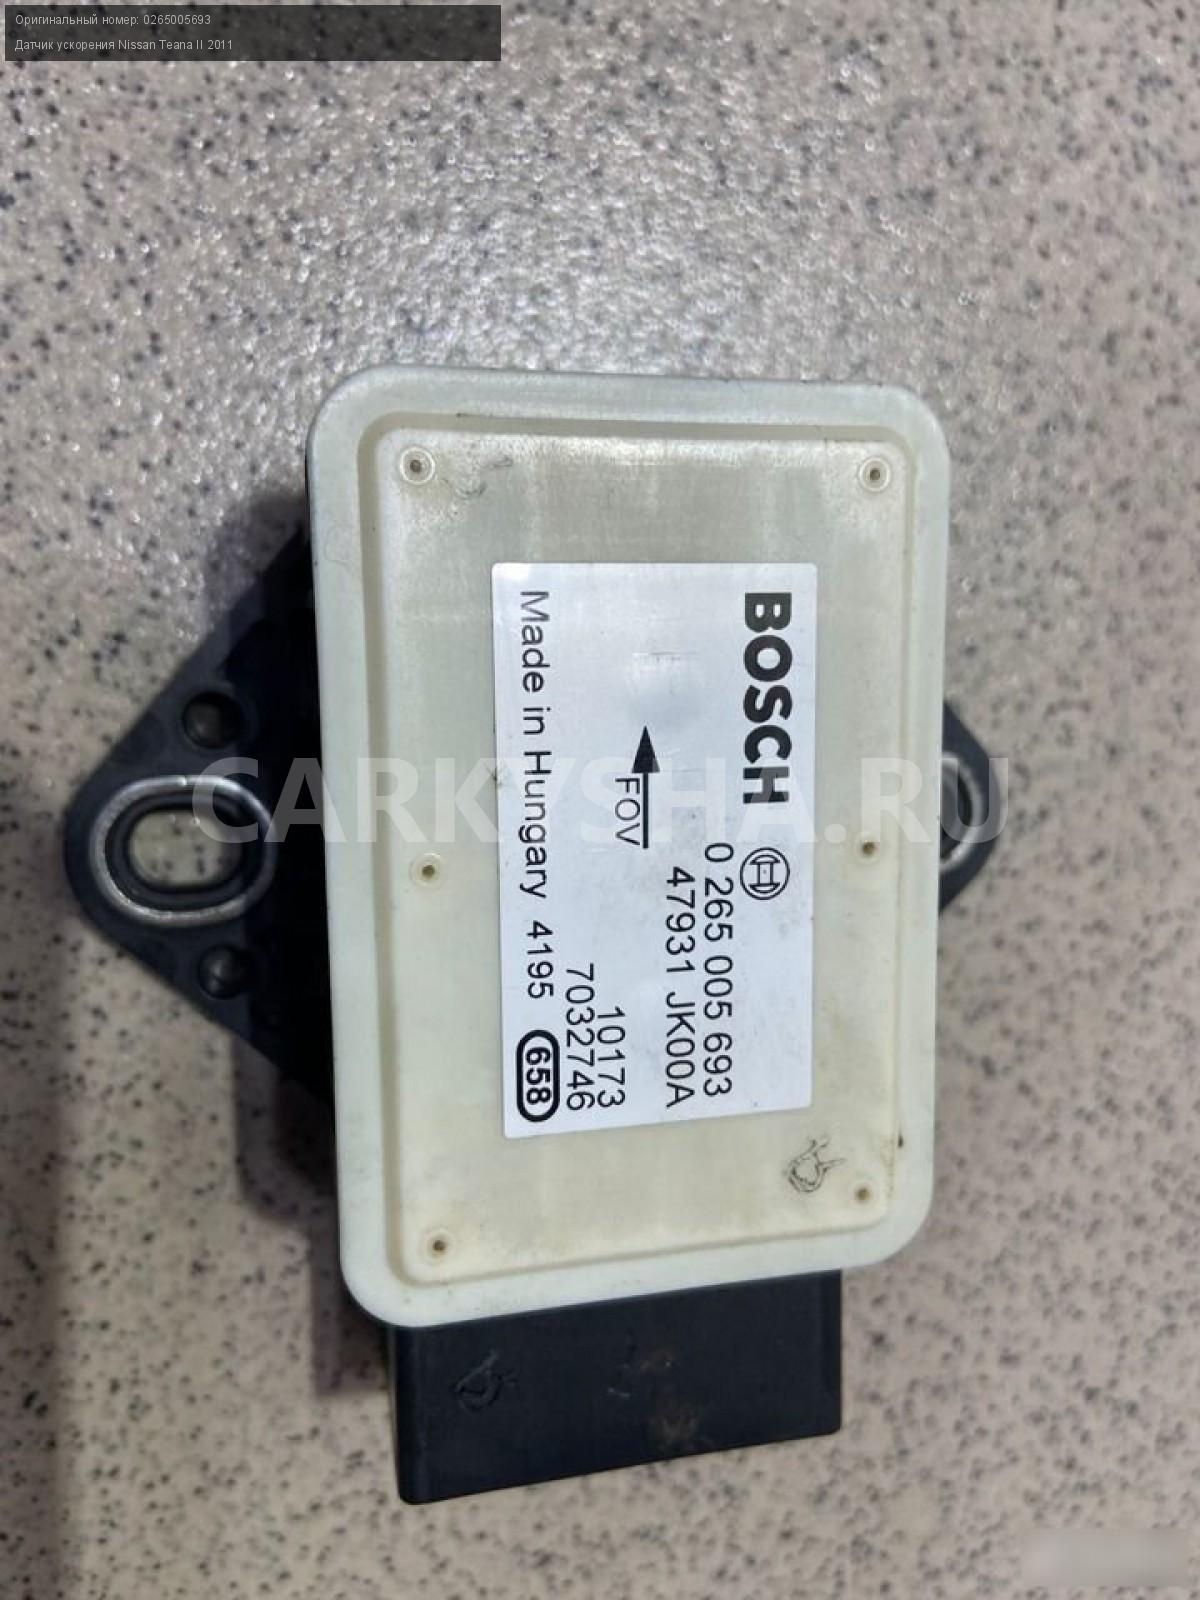 Оригинальный номер: 0265005693
Датчик ускорения Nissan Teana II 2011
BOSCH
0 265 005 693
47931 JK00A
FOV
10173
7032746
Made in Hungary 4195 658
CARKYSHA.RU